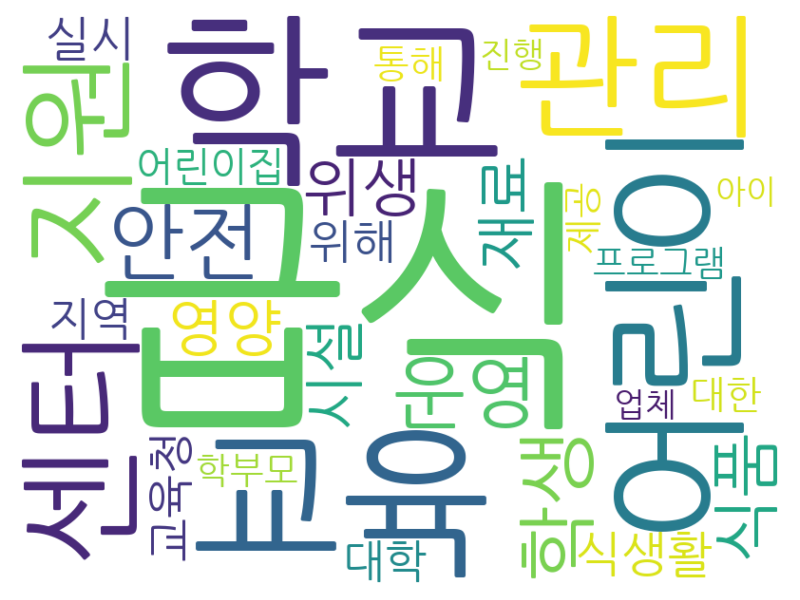 실시
지원
학교
통해
진행
관리
어린이집
위생
재료
제공
아이
안전
위해
프로그램
급식
어린이
지역
영양
시설
운영
업체
대한
센터
교육청
학부모
교육
대학
학생
식생활
식품